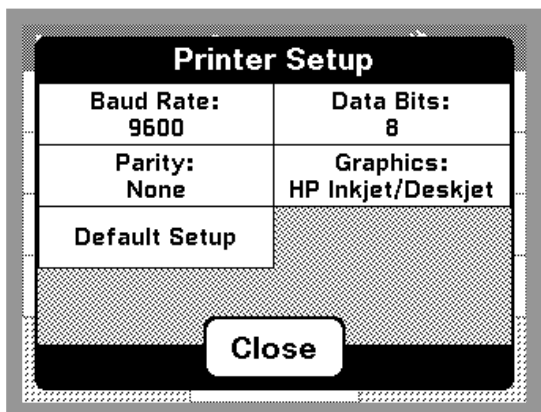 Printer Setup
Baud Rate:
9600
Data Bits:
8
Parity:
None
Graphics:
HP Inkjet/Deskjet
Default Setup
Close